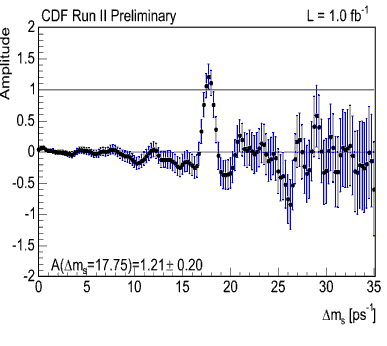 CDF Run II Preliminary
L = 1.0 fb⁻¹
Amplitude
2
1.5
1
0.5
0
-0.5
-1
-1.5
-2
A(Δmₛ=17.75)=1.21± 0.20
0 5 10 15 20 25 30 35
Δmₛ [ps⁻¹]